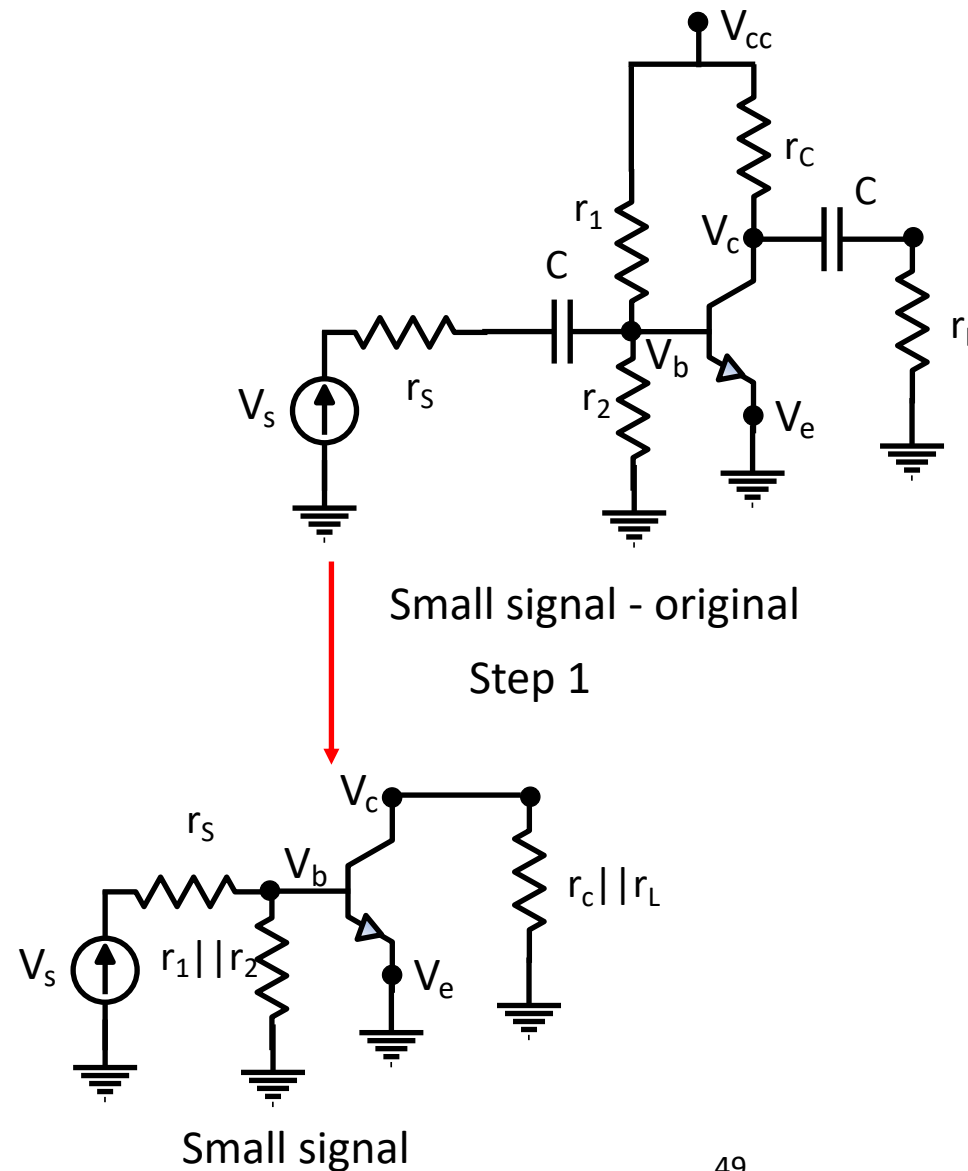 Vcc
rC
C
r1
Vc
C
Vb
rS
r2
Vs
Ve
Small signal - original
Step 1
Vc
rS
Vb
rc||rL
Vs
r1||r2
Ve
Small signal
49